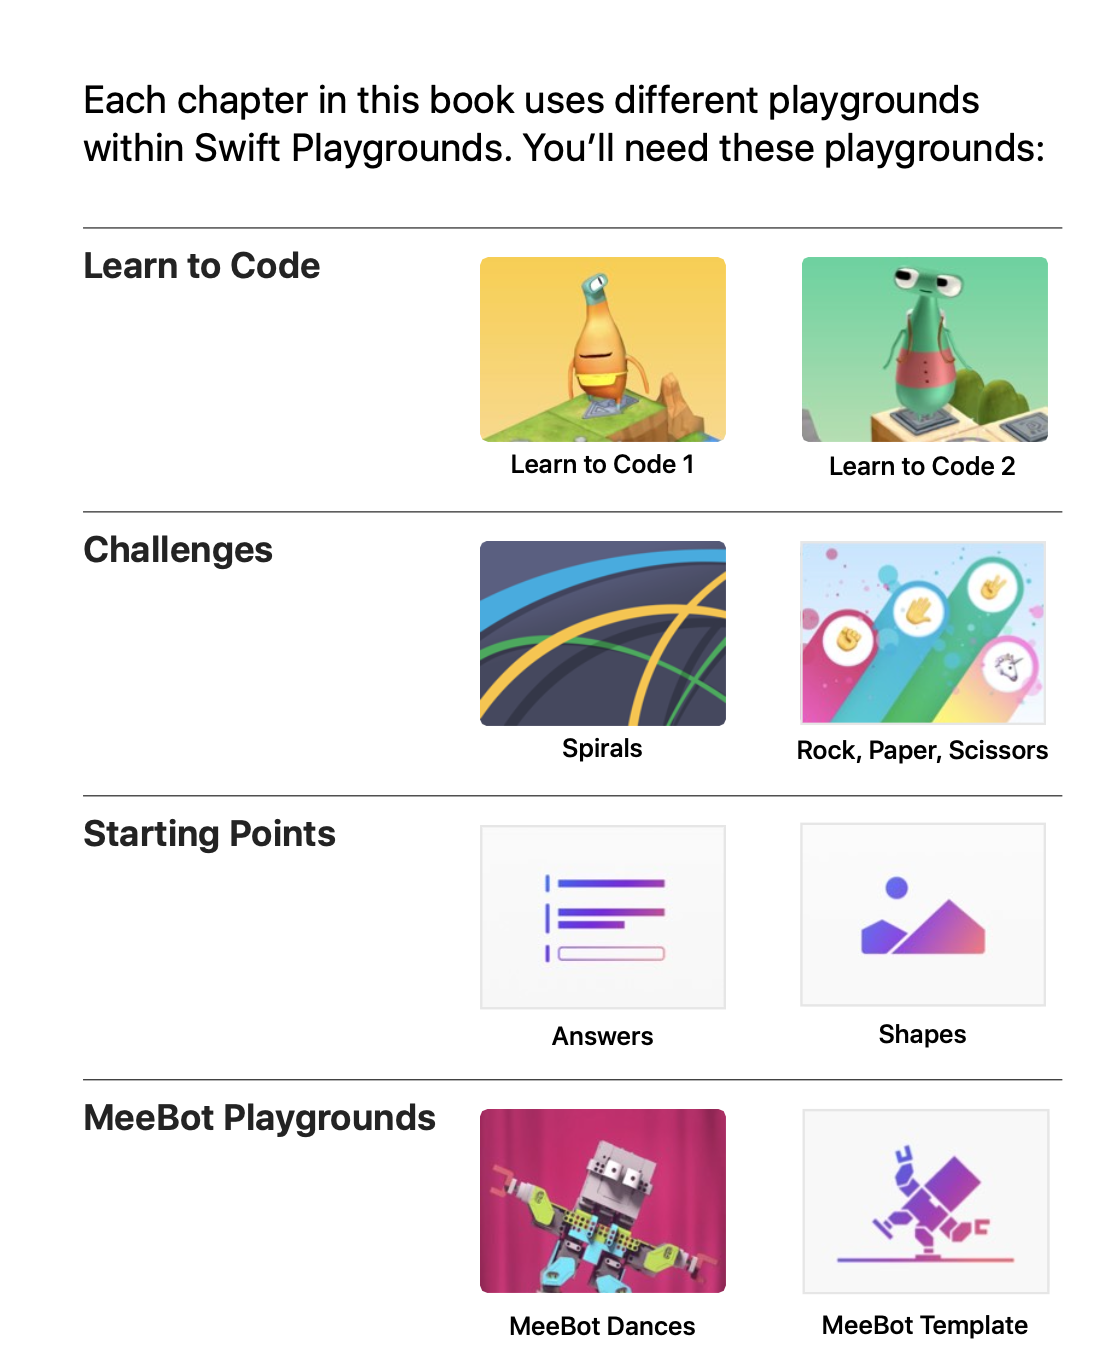 Each chapter in this book uses different playgrounds
within Swift Playgrounds. You’ll need these playgrounds:
Learn to Code
Learn to Code 1
Learn to Code 2
Challenges
Spirals
Rock, Paper, Scissors
Starting Points
Answers
Shapes
MeeBot Playgrounds
MeeBot Dances
MeeBot Template